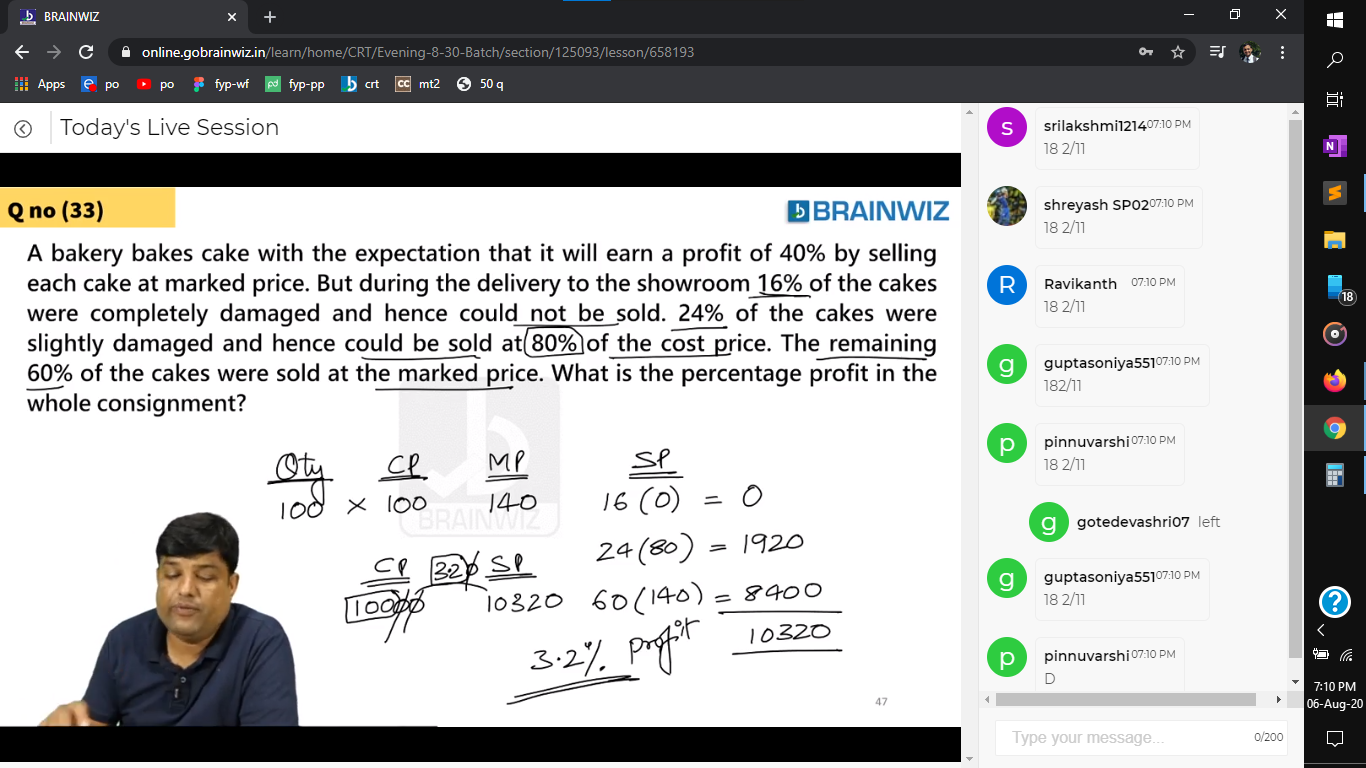 BRAINWIZ
online.gobrainwiz.in/learn/home/CRT/Evening-8-30-Batch/section/125093/lesson/658193
Apps po po fyp-wf fyp-pp crt CC mt2 50 q
Today's Live Session
Q no (33)
BRAINWIZ
A bakery bakes cake with the expectation that it will earn a profit of 40% by selling
each cake at marked price. But during the delivery to the showroom 16% of the cakes
were completely damaged and hence could not be sold. 24% of the cakes were
slightly damaged and hence could be sold at 80% of the cost price. The remaining
60% of the cakes were sold at the marked price. What is the percentage profit in the
whole consignment?
Qty CP MP SP
100 × 100 140 16 (0) = 0
24 (80) = 1920
CP 320 SP
10000 10320 60 (140) = 8400
10320
3.2% profit
BRAINWIZ
47
s
srilakshmi1214 07:10 PM
18 2/11
shreyash SP02 07:10 PM
18 2/11
R
Ravikanth 07:10 PM
18 2/11
g
guptasoniya551 07:10 PM
182/11
p
pinnuvarshi 07:10 PM
18 2/11
g
gotedevashri07 left
g
guptasoniya551 07:10 PM
18 2/11
p
pinnuvarshi 07:10 PM
D
Type your message... 0/200
N
18
?
7:10 PM
06-Aug-20